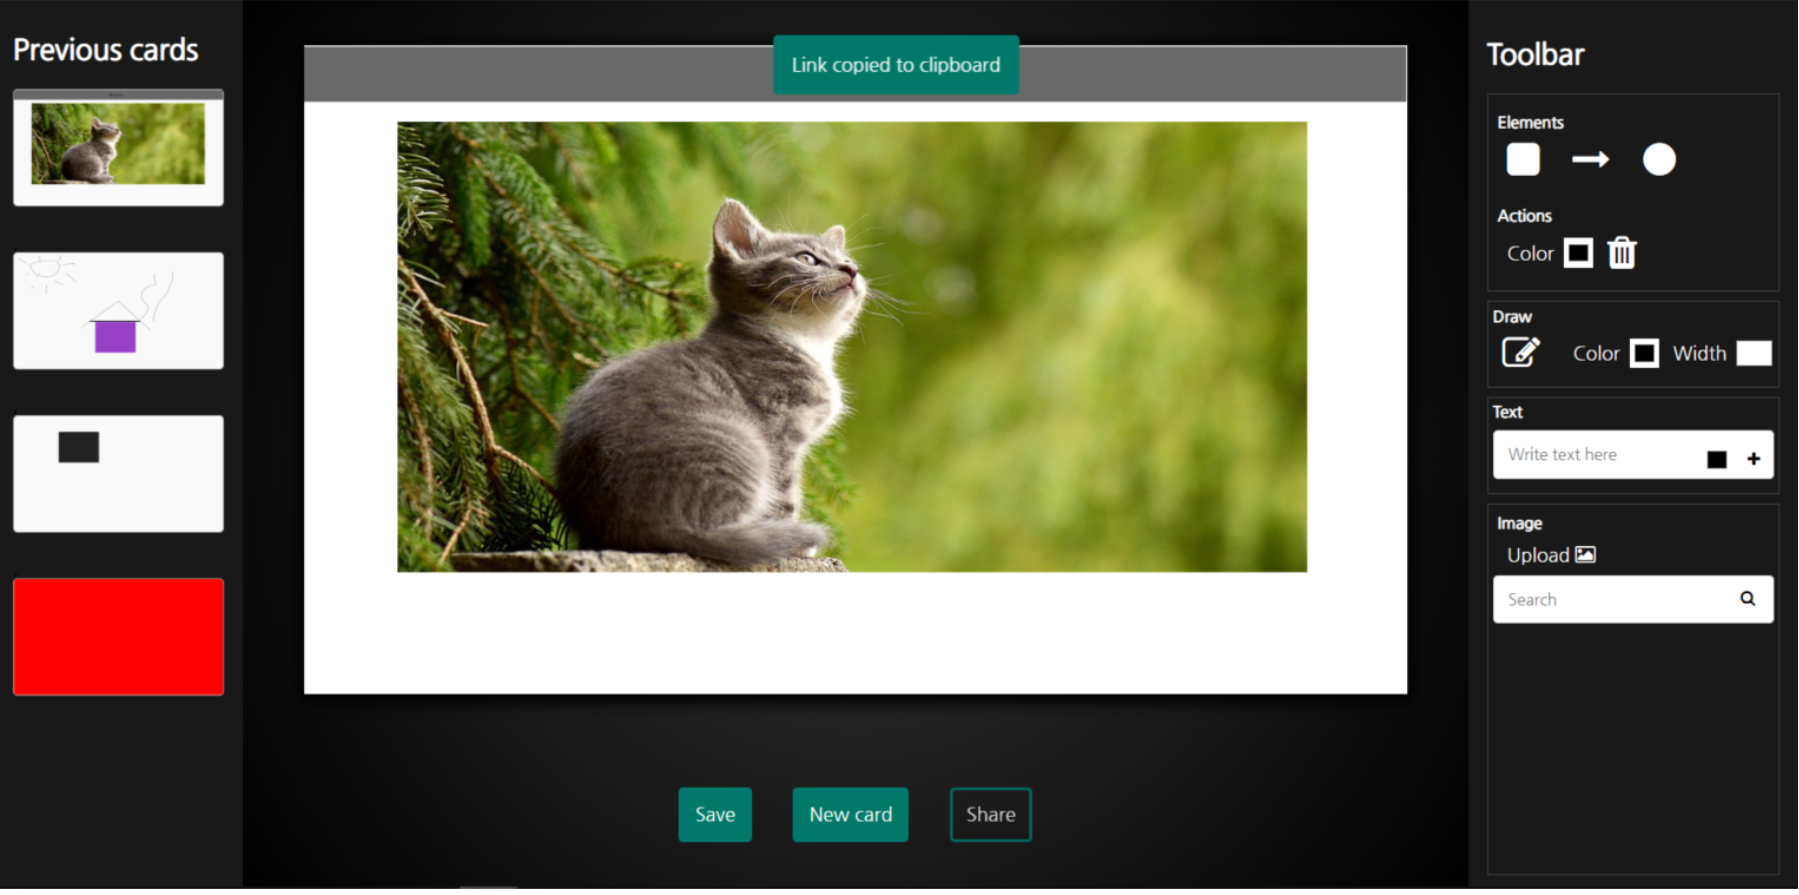 Previous cards
Link copied to clipboard
Save
New card
Share
Toolbar
Elements
Actions
Color
Draw
Color Width
Text
Write text here
Image
Upload
Search